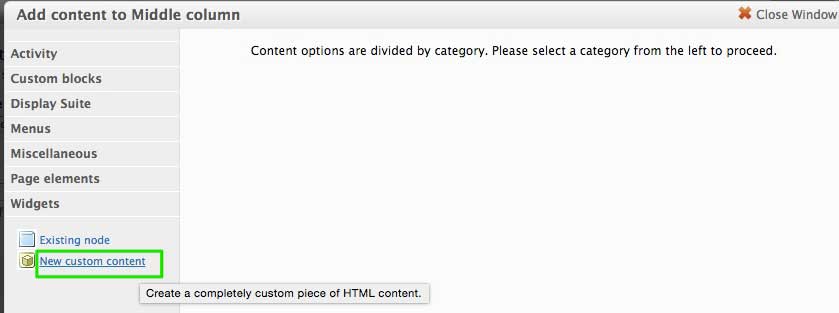 Add content to Middle column
Close Window
Content options are divided by category. Please select a category from the left to proceed.
Activity
Custom blocks
Display Suite
Menus
Miscellaneous
Page elements
Widgets
Existing node
New custom content
Create a completely custom piece of HTML content.